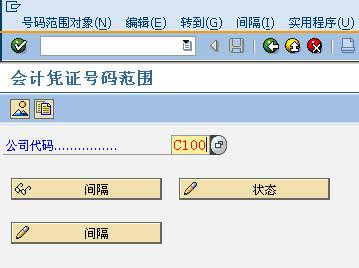 号码范围对象(N) 编辑(E) 转到(G) 间隔(I) 实用程序(U)
会计凭证号码范围
公司代码................ C100
间隔 状态
间隔